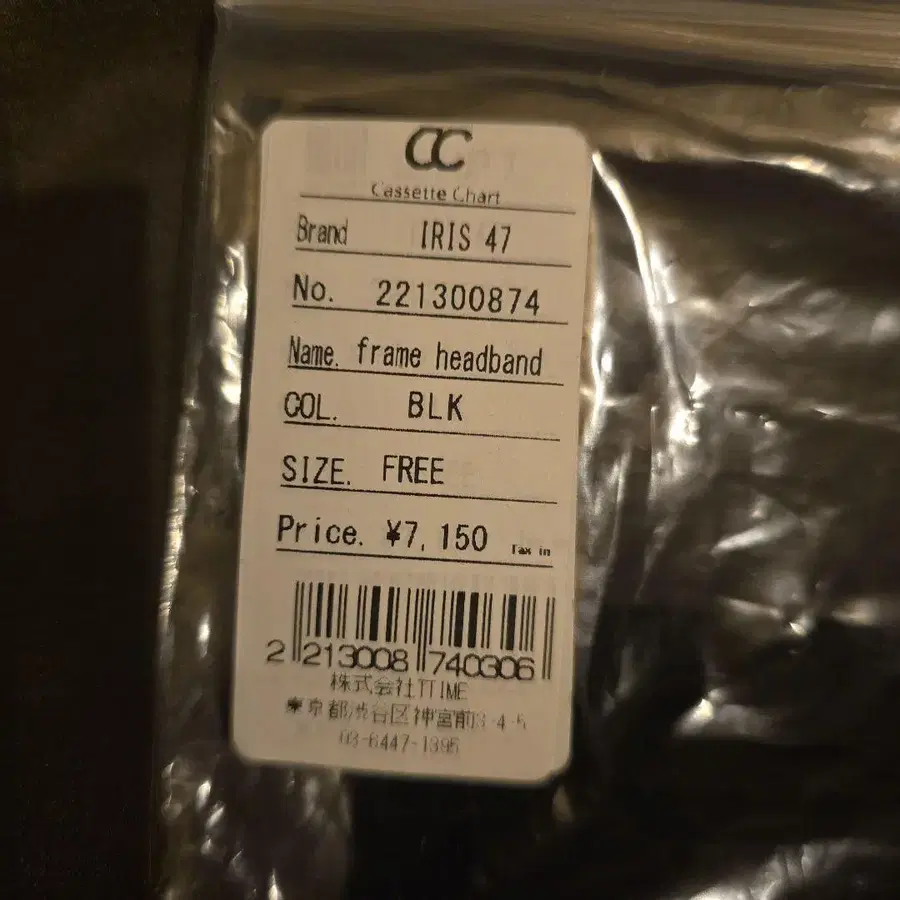 CC
Cassette Chart
Brand IRIS 47
No. 221300874
Name. frame headband
COL. BLK
SIZE. FREE
Price. ¥7,150 Tax in
2 213008 740306
株式会社TTIME
東京都渋谷区神宮前3-4-5
03-6447-1395